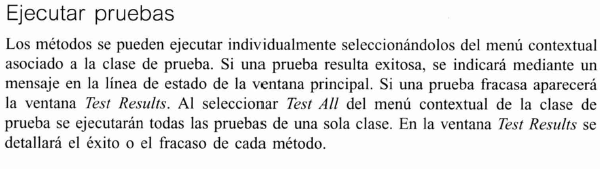 Ejecutar pruebas
Los métodos se pueden ejecutar individualmente seleccionándolos del menú contextual
asociado a la clase de prueba. Si una prueba resulta exitosa, se indicará mediante un
mensaje en la línea de estado de la ventana principal. Si una prueba fracasa aparecerá
la ventana Test Results. Al seleccionar Test All del menú contextual de la clase de
prueba se ejecutarán todas las pruebas de una sola clase. En la ventana Test Results se
detallará el éxito o el fracaso de cada método.